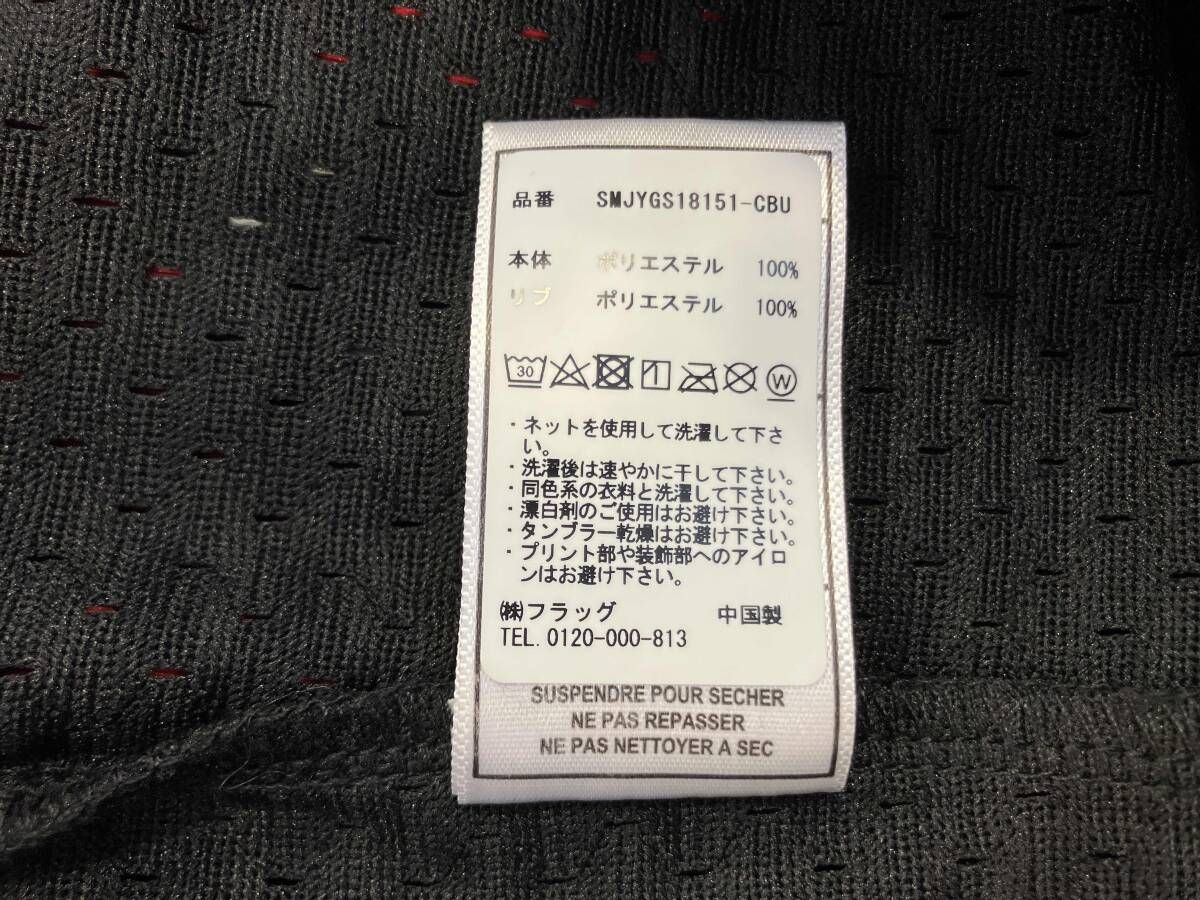 品番 SMJYGS18151-CBU
本体 ポリエステル 100%
リブ ポリエステル 100%
30 W
・ネットを使用して洗濯して下さ
い。
・洗濯後は速やかに干して下さい。
・同色系の衣料と洗濯して下さい。
・漂白剤のご使用はお避け下さい。
・タンブラー乾燥はお避け下さい。
・プリント部や装飾部へのアイロ
ンはお避け下さい。
㈱フラッグ 中国製
TEL.0120-000-813
SUSPENDRE POUR SECHER
NE PAS REPASSER
NE PAS NETTOYER A SEC